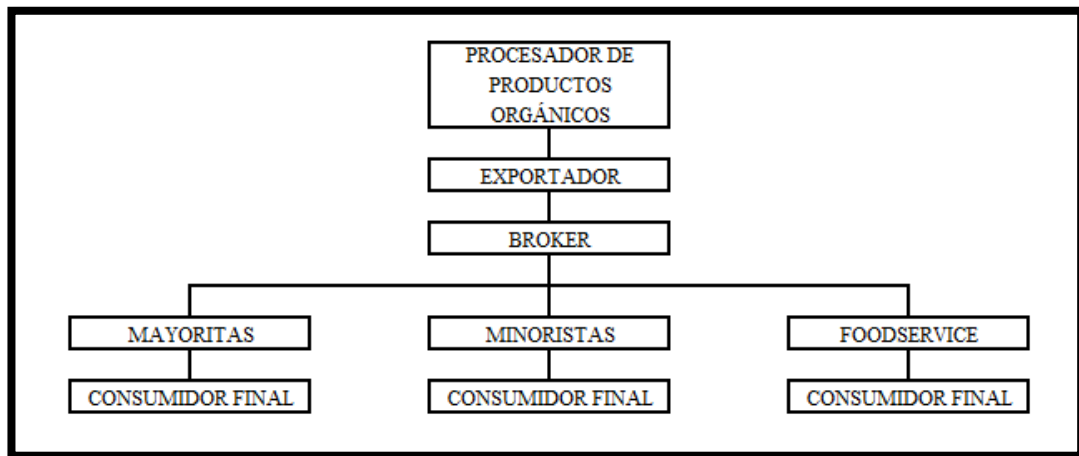 PROCESADOR DE
PRODUCTOS
ORGÁNICOS
EXPORTADOR
BROKER
MAYORITAS
MINORISTAS
FOODSERVICE
CONSUMIDOR FINAL
CONSUMIDOR FINAL
CONSUMIDOR FINAL